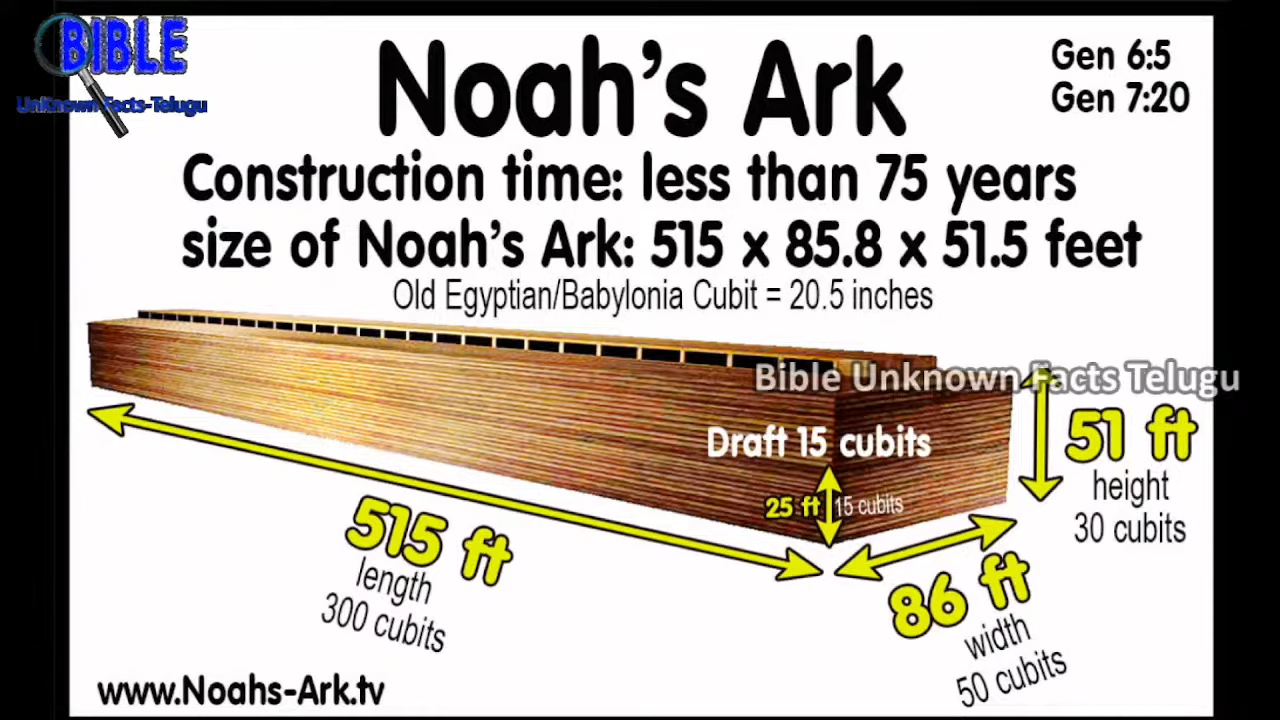 BIBLE
UnKnown Facts-Telugu
Noah's Ark
Gen 6:5
Gen 7:20
Construction time: less than 75 years
size of Noah's Ark: 515 x 85.8 x 51.5 feet
Old Egyptian/Babylonia Cubit = 20.5 inches
Bible Unknown Facts Telugu
Draft 15 cubits
25 ft 15 cubits
51 ft
height
30 cubits
515 ft
length
300 cubits
86 ft
width
50 cubits
www.Noahs-Ark.tv